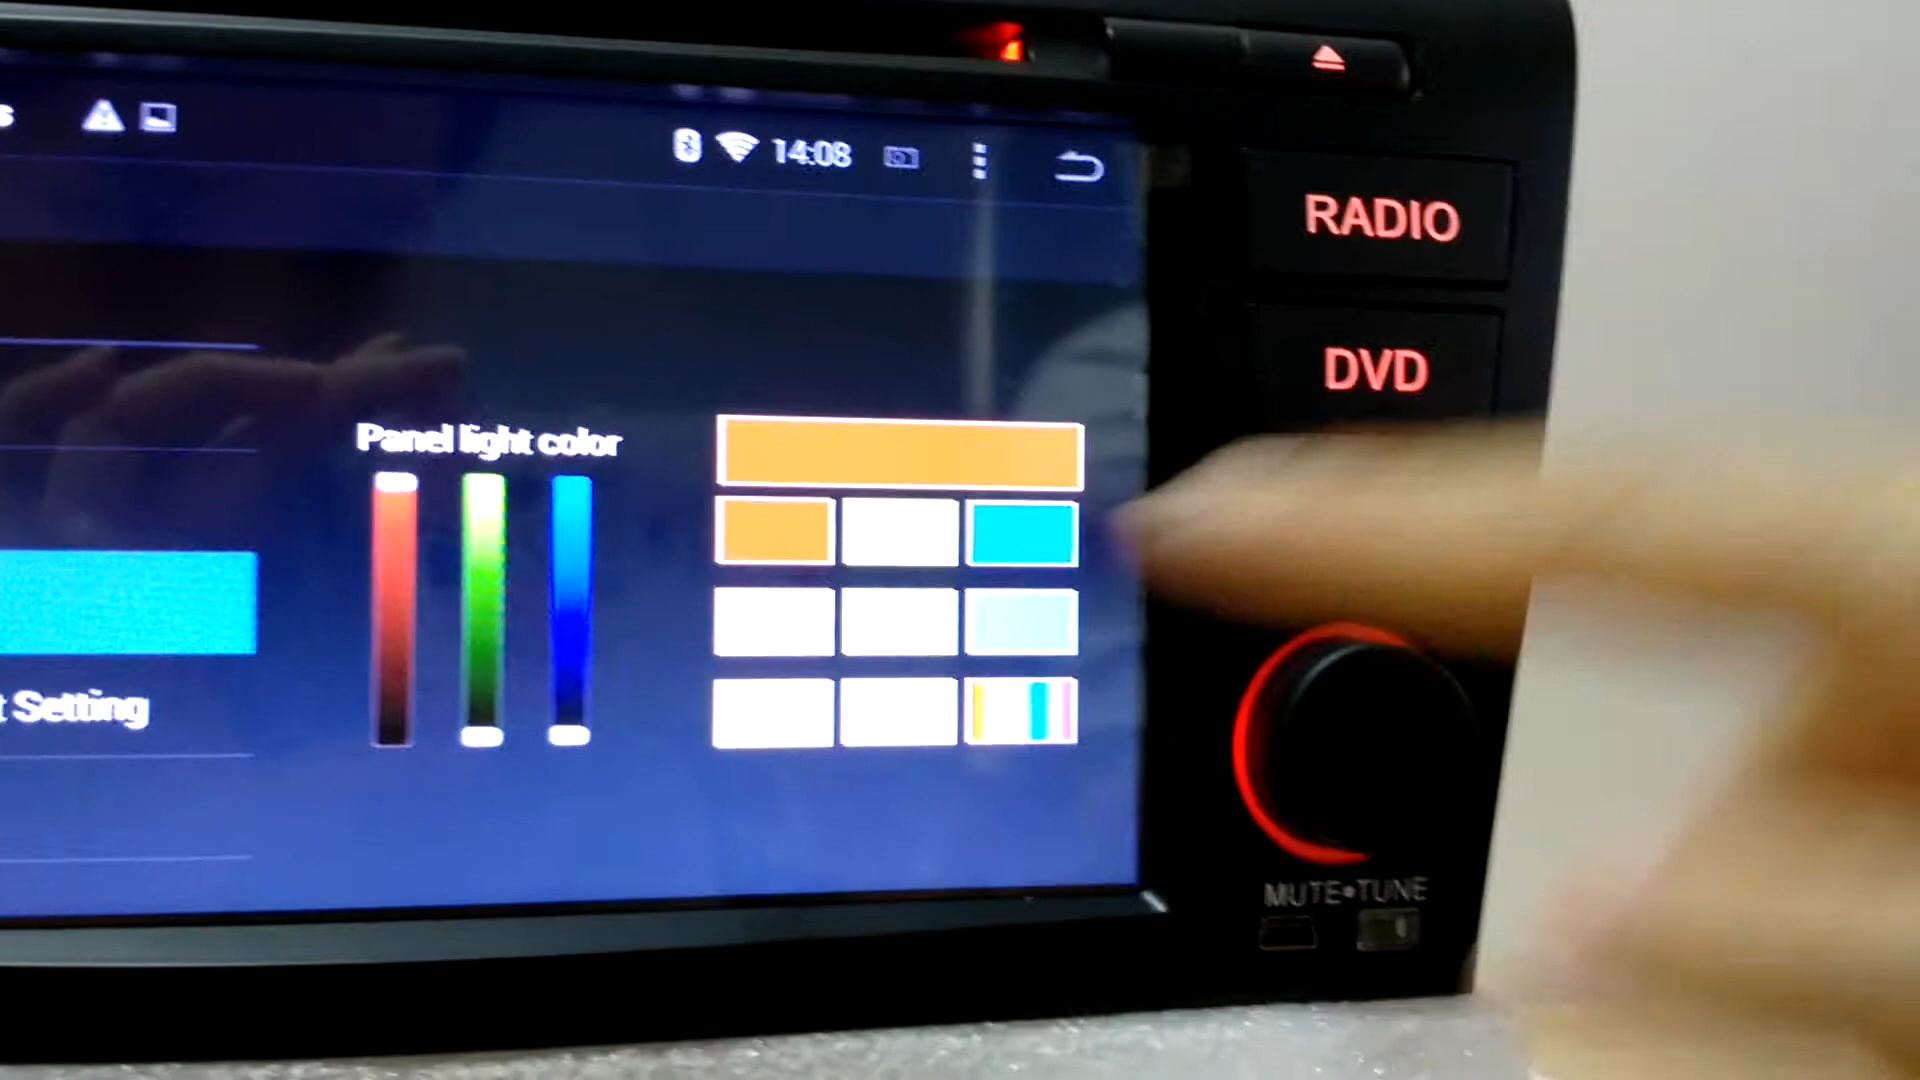 s
14:08
RADIO
DVD
Panel light color
t Setting
MUTE•TUNE